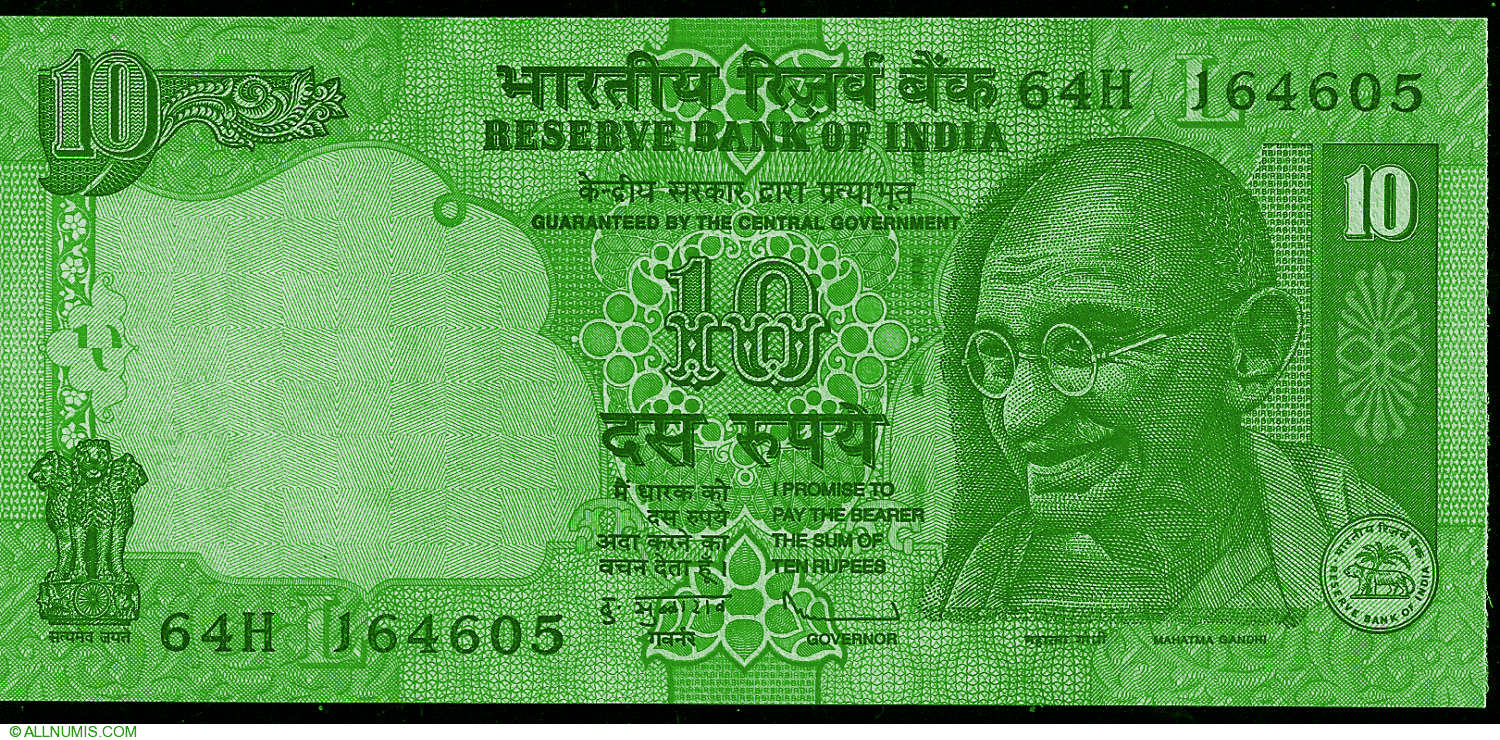 10
भारतीय रिज़र्व बैंक
RESERVE BANK OF INDIA
64H 164605
L
केन्द्रीय सरकार द्वारा प्रत्याभूत
GUARANTEED BY THE CENTRAL GOVERNMENT
10
10
दस रुपये
मैं धारक को
दस रुपये
अदा करने का
वचन देता हूँ ।
I PROMISE TO
PAY THE BEARER
THE SUM OF
TEN RUPEES
गवर्नर
GOVERNOR
महात्मा गांधी
MAHATMA GANDHI
भारतीय रिज़र्व बैंक
RESERVE BANK OF INDIA
सत्यमेव जयते
64H 164605
L
© ALLNUMIS.COM